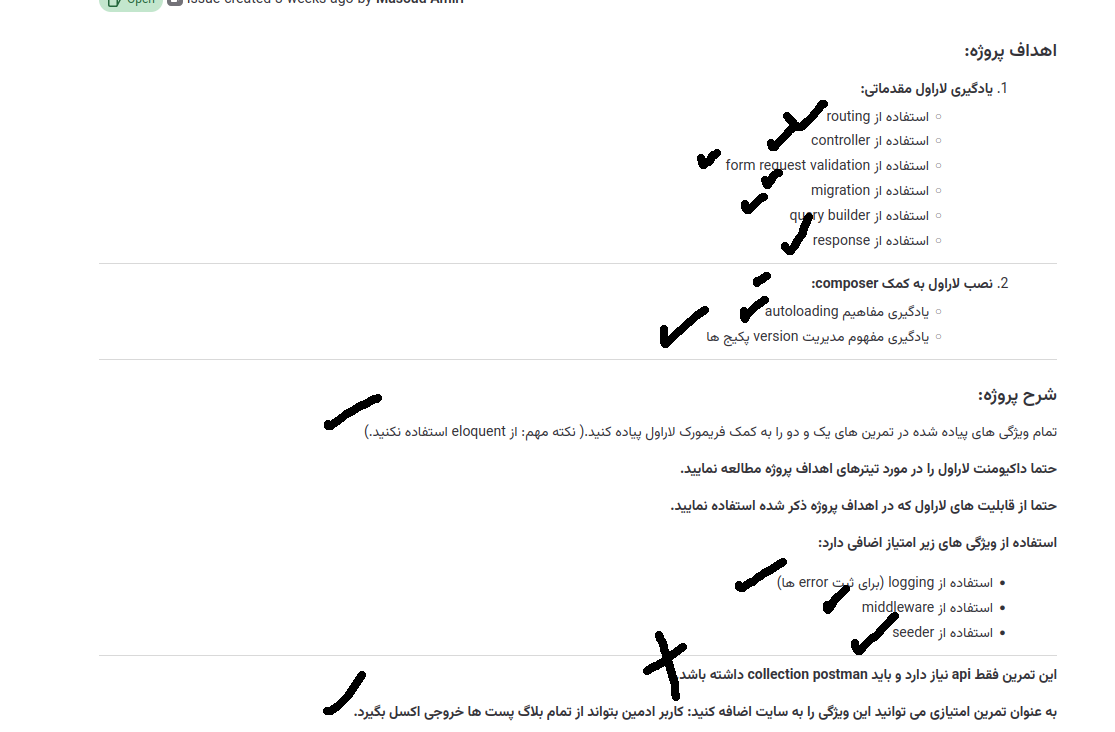 Open Issue created 3 weeks ago by Masoud Amiri
اهداف پروژه:
1. یادگیری لاراول مقدماتی:
○ استفاده از routing
○ استفاده از controller
○ استفاده از form request validation
○ استفاده از migration
○ استفاده از query builder
○ استفاده از response
2. نصب لاراول به کمک composer:
○ یادگیری مفاهیم autoloading
○ یادگیری مفهوم مدیریت version پکیج ها
شرح پروژه:
تمام ویژگی های پیاده شده در تمرین های یک و دو را به کمک فریمورک لاراول پیاده کنید.( نکته مهم: از eloquent استفاده نکنید.)
حتما داکیومنت لاراول را در مورد تیترهای اهداف پروژه مطالعه نمایید.
حتما از قابلیت های لاراول که در اهداف پروژه ذکر شده استفاده نمایید.
استفاده از ویژگی های زیر امتیاز اضافی دارد:
• استفاده از logging (برای ثبت error ها)
• استفاده از middleware
• استفاده از seeder
این تمرین فقط api نیاز دارد و باید collection postman داشته باشد.
به عنوان تمرین امتیازی می توانید این ویژگی را به سایت اضافه کنید: کاربر ادمین بتواند از تمام بلاگ پست ها خروجی اکسل بگیرد.